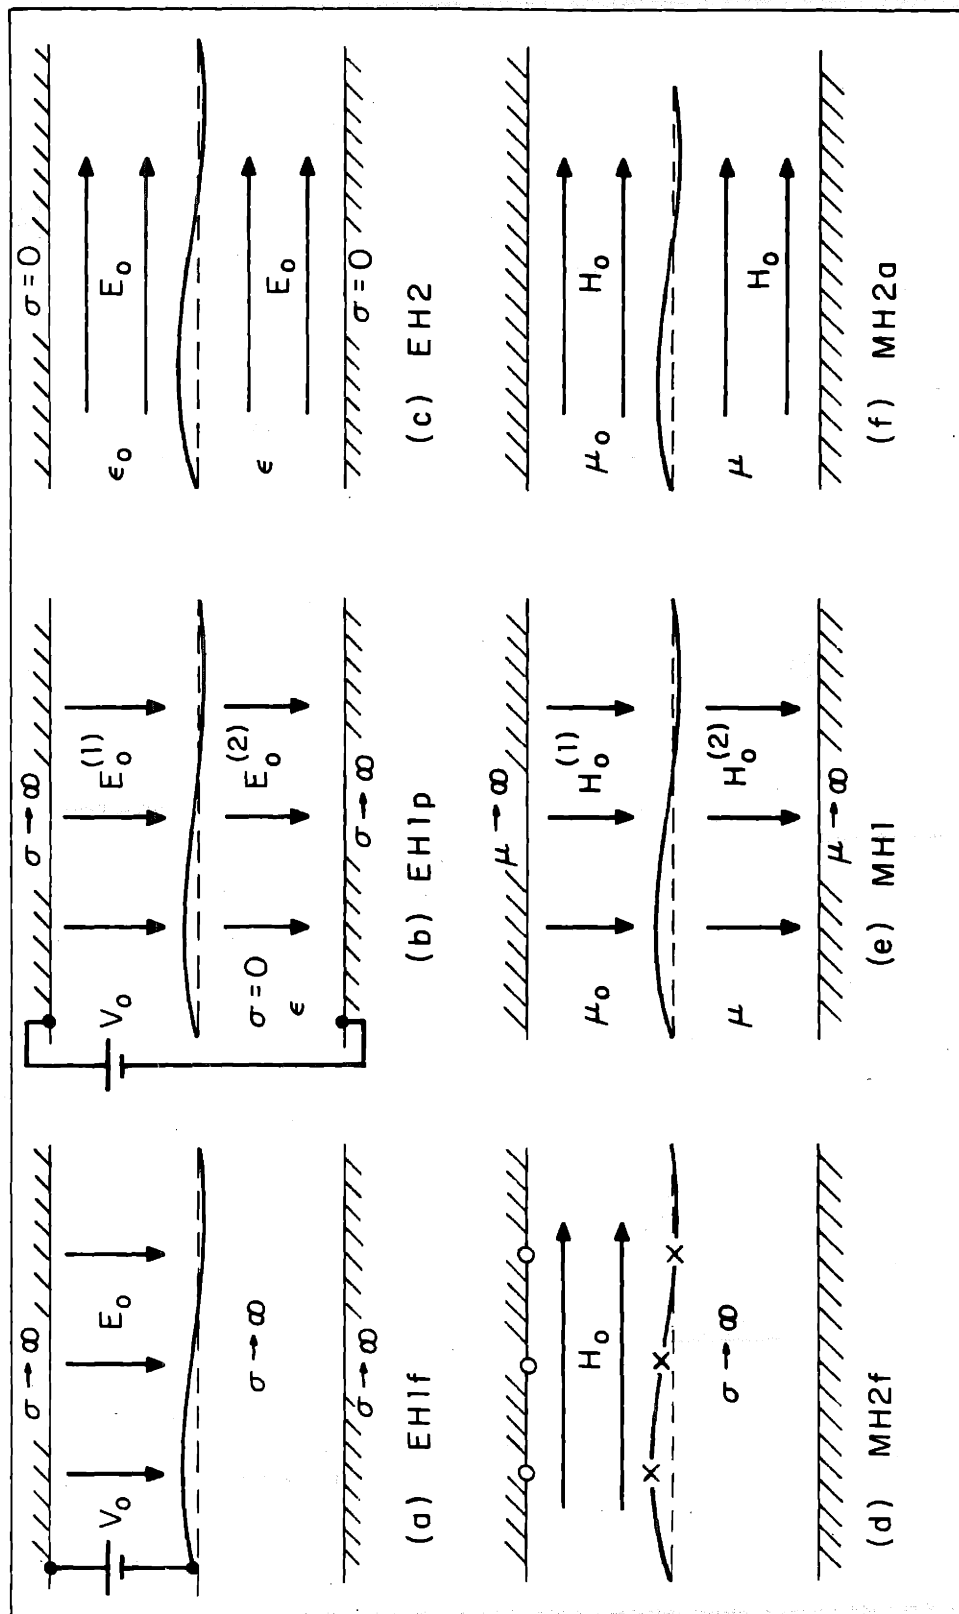 σ→∞
V₀
E₀
σ→∞
σ→∞
(a) EH1f
σ→∞
V₀
E₀⁽¹⁾
σ=0
ϵ
E₀⁽²⁾
σ→∞
(b) EH1p
σ=0
ϵ₀
E₀
ϵ
E₀
σ=0
(c) EH2
H₀
σ→∞
(d) MH2f
μ→∞
μ₀
H₀⁽¹⁾
μ
H₀⁽²⁾
μ→∞
(e) MH1
μ₀
H₀
μ
H₀
(f) MH2a